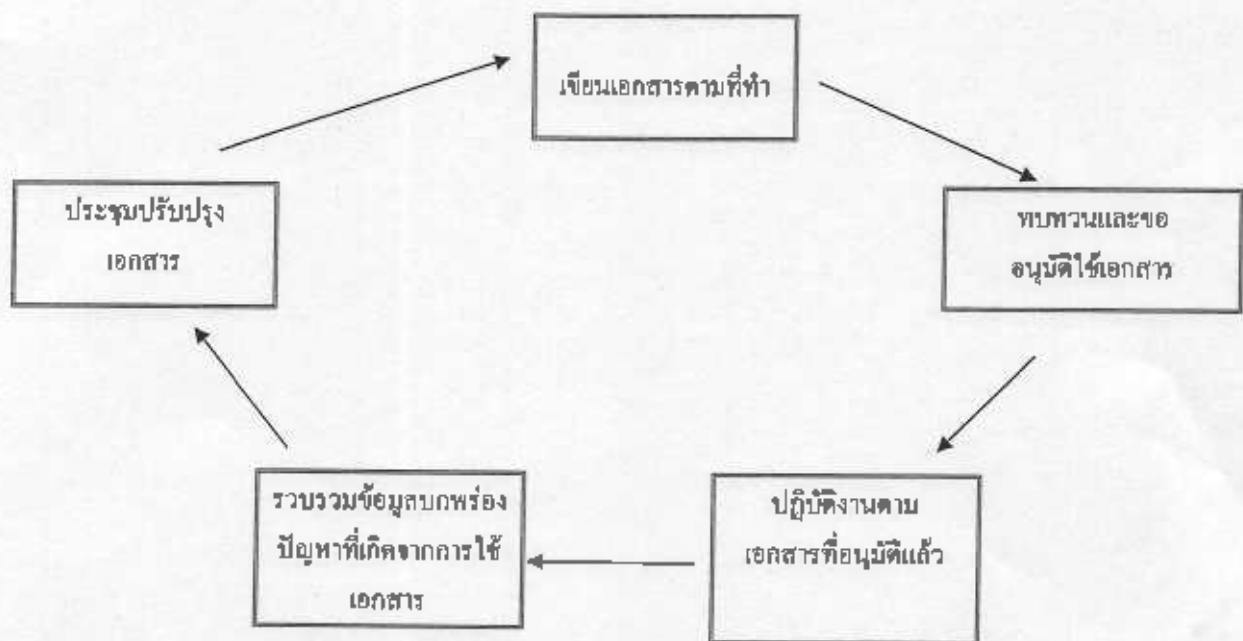 เขียนเอกสารตามที่ทำ
ทบทวนและขอ
อนุมัติใช้เอกสาร
ปฏิบัติงานตาม
เอกสารที่อนุมัติแล้ว
รวบรวมข้อมูลบกพร่อง
ปัญหาที่เกิดจากการใช้
เอกสาร
ประชุมปรับปรุง
เอกสาร